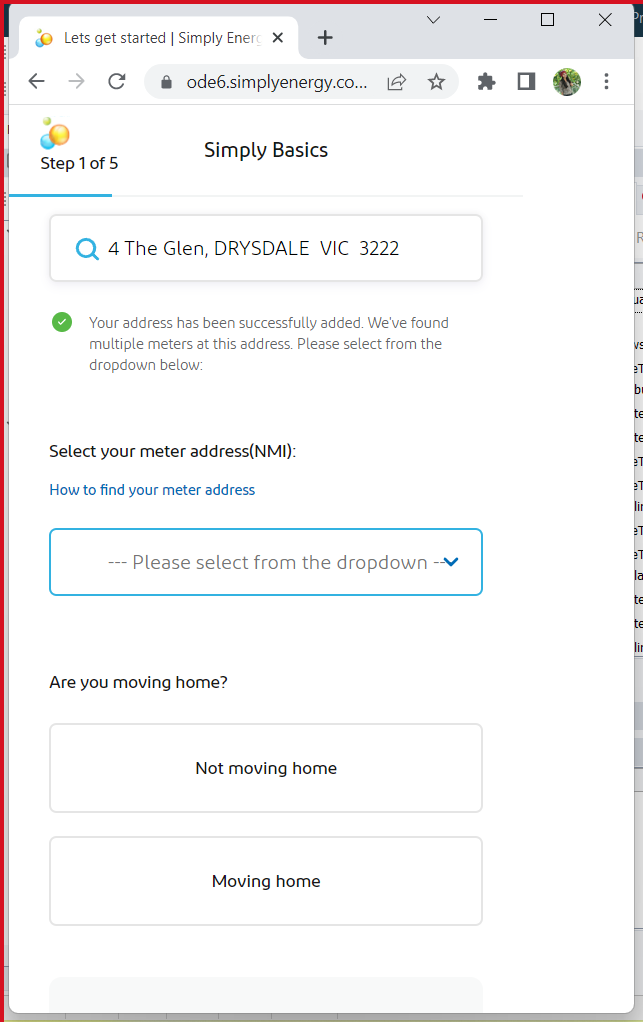 Lets get started | Simply Energ
ode6.simplyenergy.co...
Step 1 of 5
Simply Basics
4 The Glen, DRYSDALE  VIC  3222
Your address has been successfully added. We've found
multiple meters at this address. Please select from the
dropdown below:
Select your meter address(NMI):
How to find your meter address
--- Please select from the dropdown --
Are you moving home?
Not moving home
Moving home